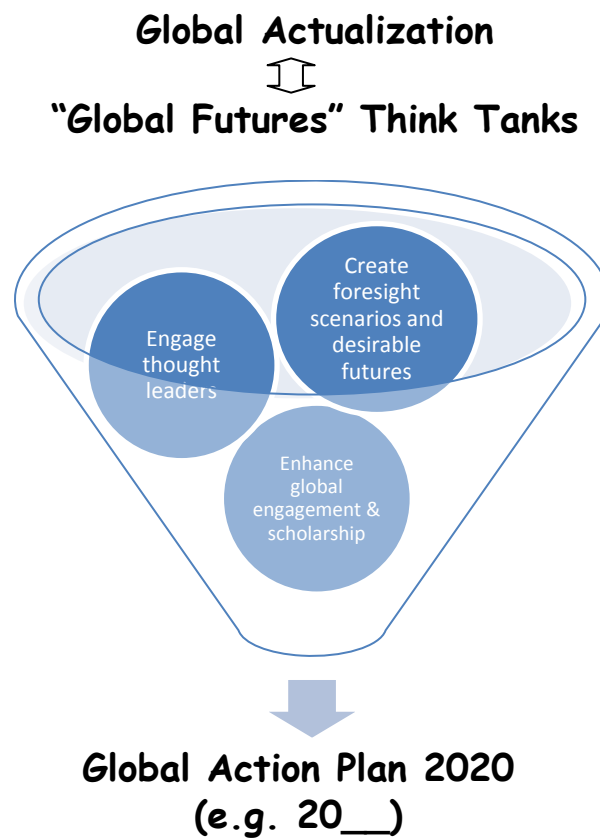 Global Actualization
“Global Futures” Think Tanks
Create
foresight
scenarios and
desirable
futures
Engage
thought
leaders
Enhance
global
engagement &
scholarship
Global Action Plan 2020
(e.g. 20__)